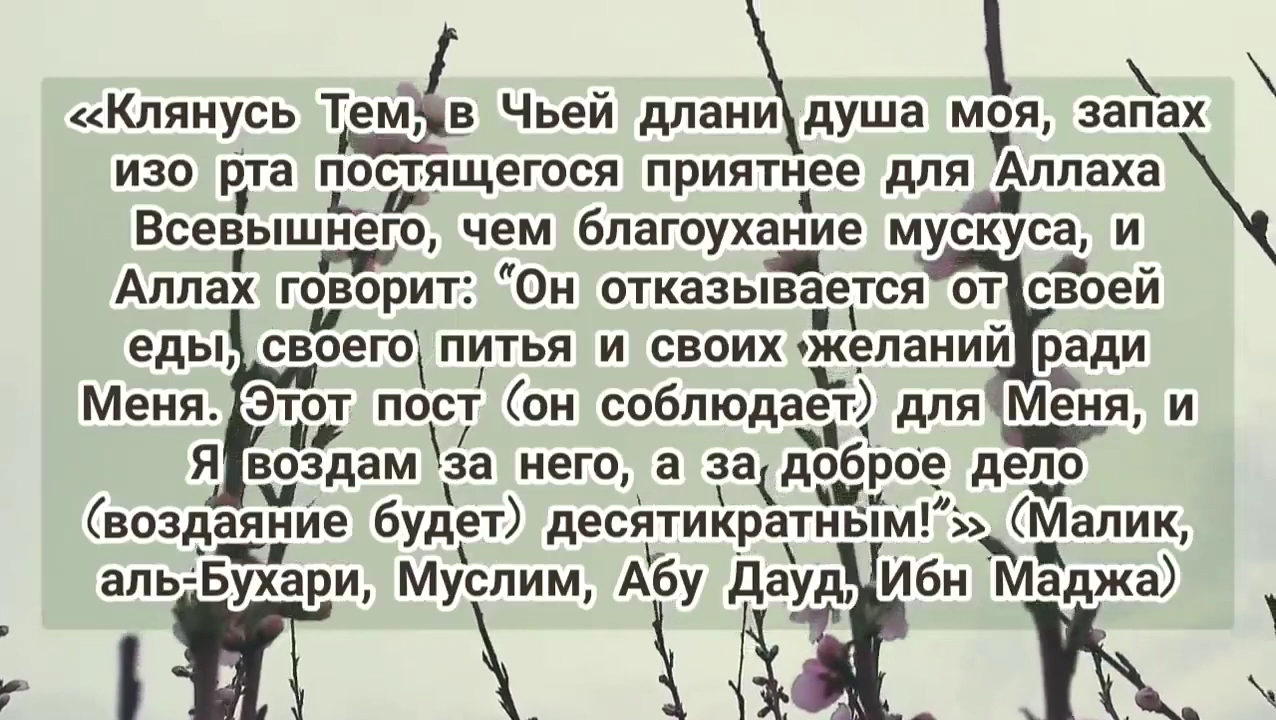 «Клянусь Тем, в Чьей длани душа моя, запах
изо рта постящегося приятнее для Аллаха
Всевышнего, чем благоухание мускуса, и
Аллах говорит: “Он отказывается от своей
еды, своего питья и своих желаний ради
Меня. Этот пост (он соблюдает) для Меня, и
Я воздам за него, а за доброе дело
(воздаяние будет) десятикратным!”» (Малик,
аль-Бухари, Муслим, Абу Дауд, Ибн Маджа)